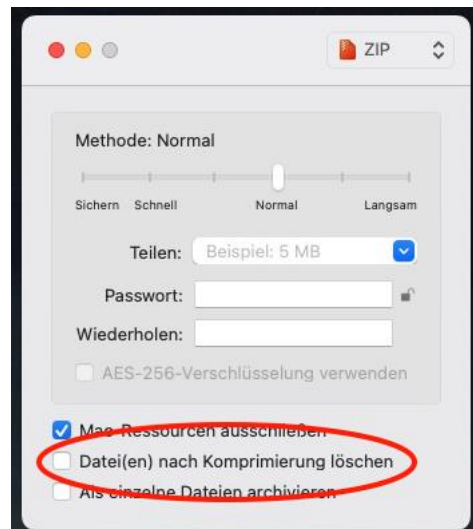 ZIP
Methode: Normal
Sichern Schnell Normal Langsam
Teilen: Beispiel: 5 MB
Passwort:
Wiederholen:
AES-256-Verschlüsselung verwenden
Mac-Ressourcen ausschließen
Datei(en) nach Komprimierung löschen
Als einzelne Dateien archivieren